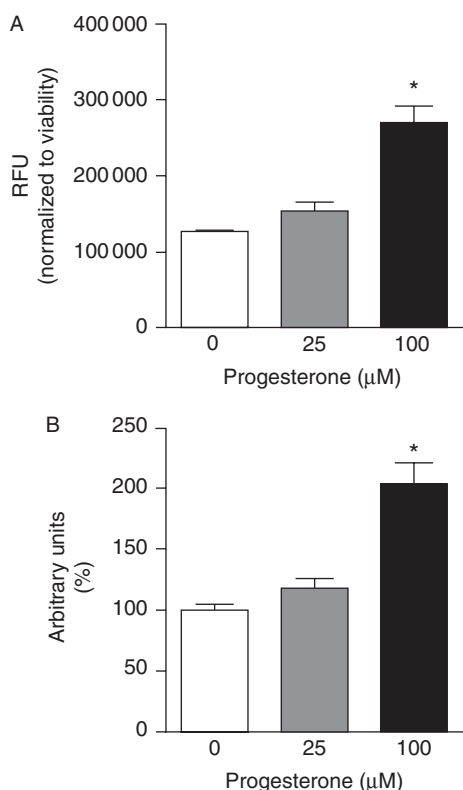 A
RFU
(normalized to viability)
400 000
300 000
200 000
100 000
0
*
0 25 100
Progesterone (μM)
B
Arbitrary units
(%)
250
200
150
100
50
0
*
0 25 100
Progesterone (μM)